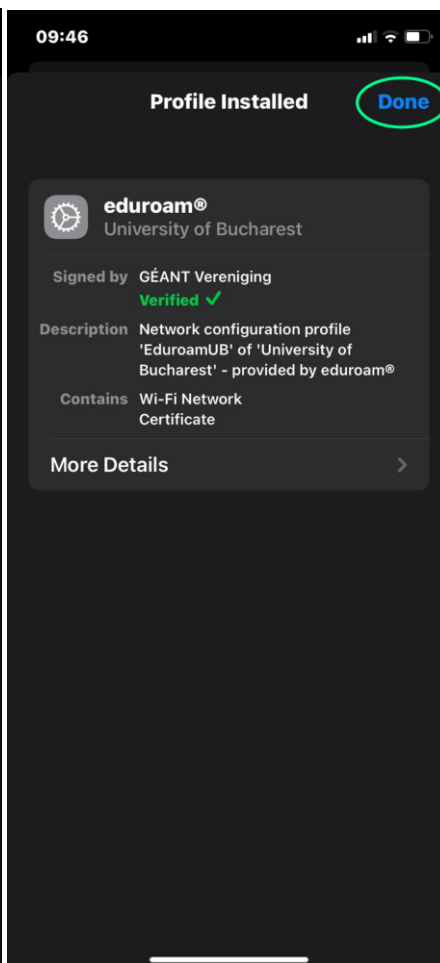 09:46
Profile Installed Done
eduroam®
University of Bucharest
Signed by GÉANT Vereniging
Verified ✓
Description Network configuration profile
'EduroamUB' of 'University of
Bucharest' - provided by eduroam®
Contains Wi-Fi Network
Certificate
More Details